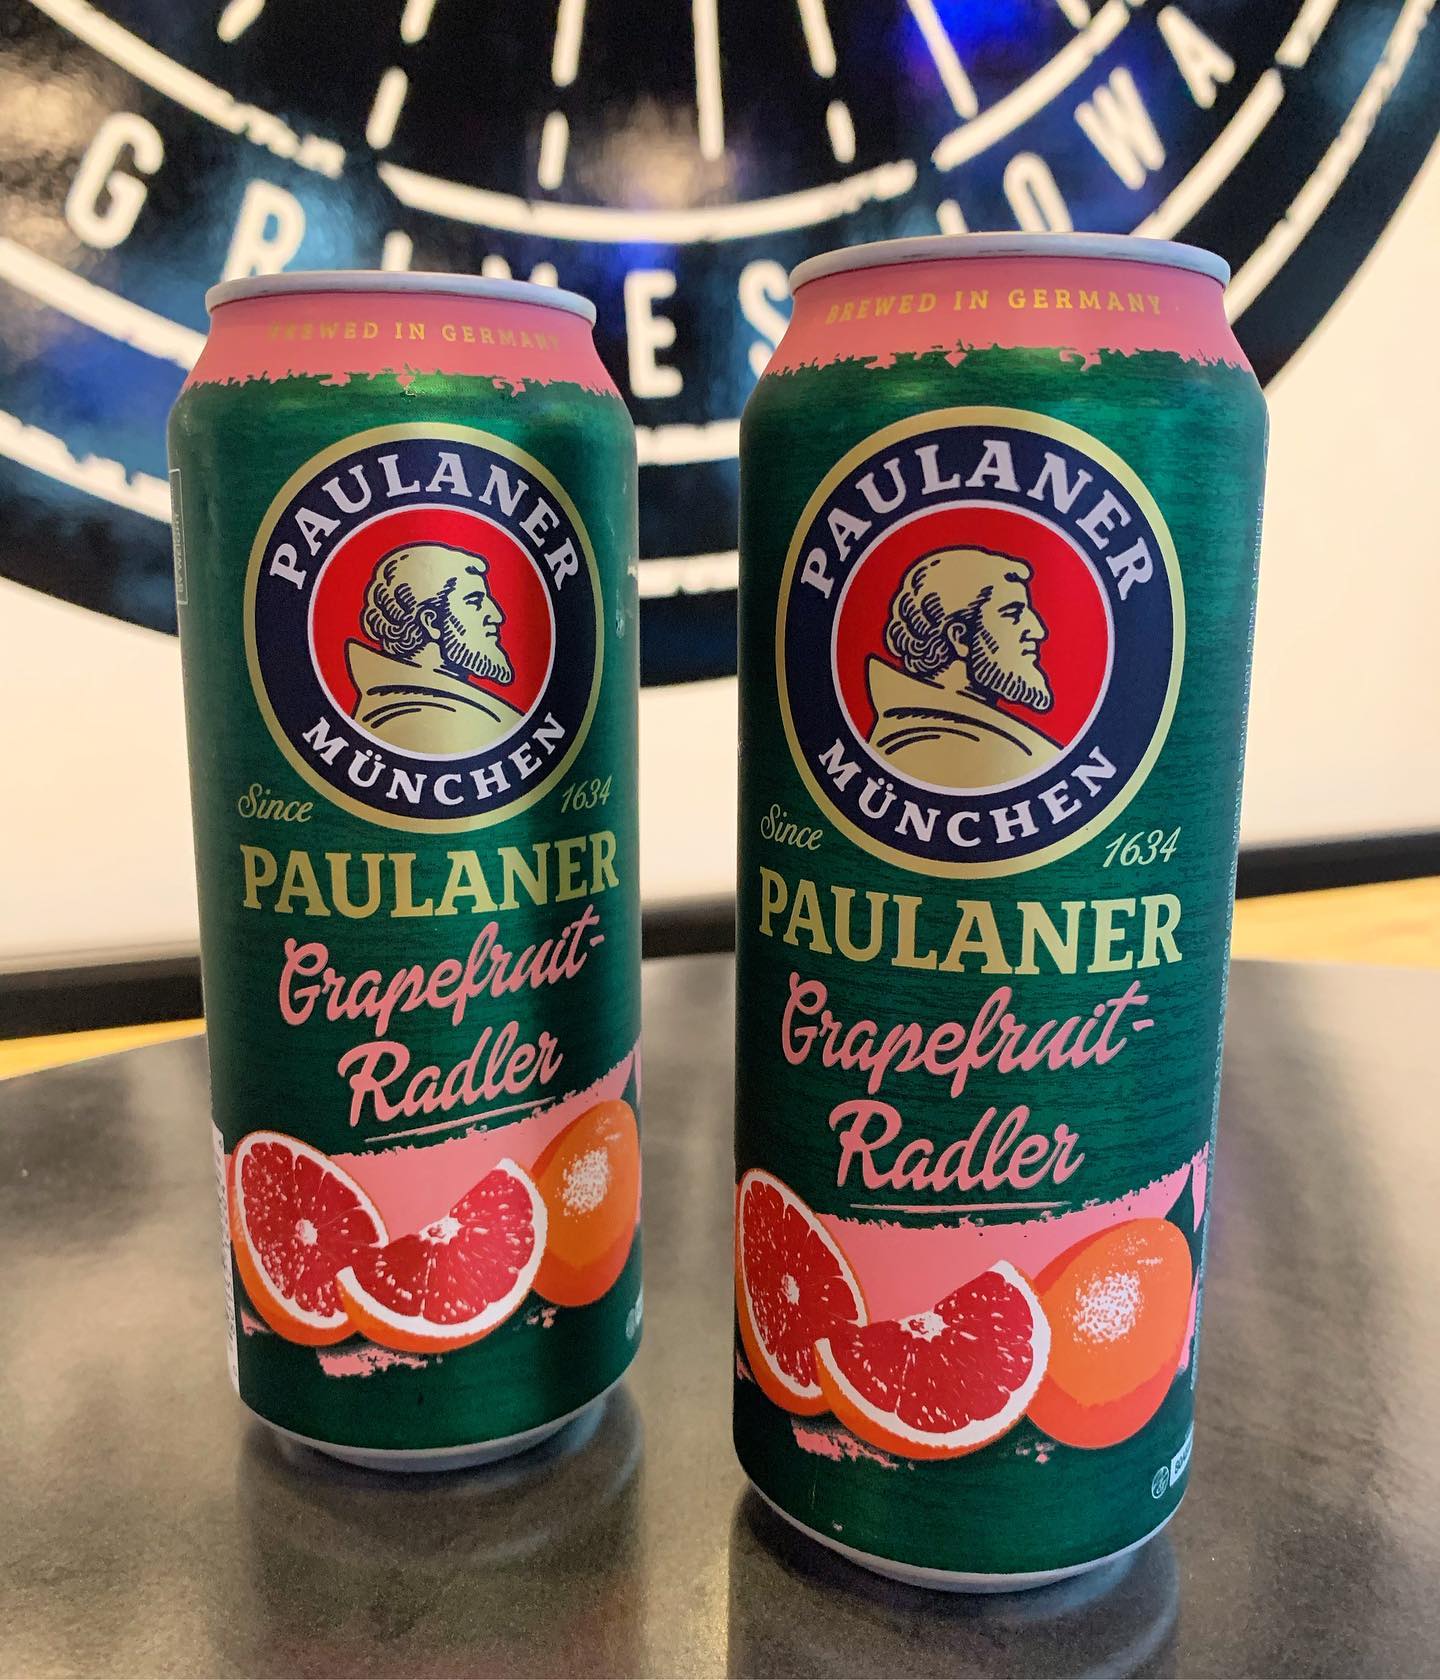 GRIMES IOWA
BREWED IN GERMANY
PAULANER
MÜNCHEN
Since 1634
PAULANER
Grapefruit-
Radler
BREWED IN GERMANY
PAULANER
MÜNCHEN
Since 1634
PAULANER
Grapefruit-
Radler